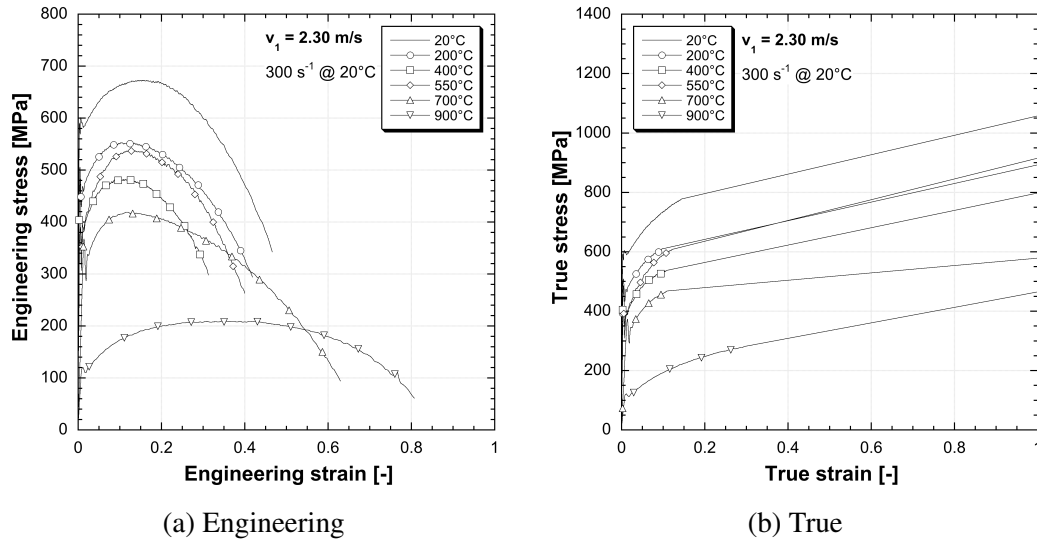 800
700
600
500
400
300
200
100
0
0
0.2
0.4
0.6
0.8
1
Engineering stress [MPa]
Engineering strain [-]
v1 = 2.30 m/s
300 s-1 @ 20°C
20°C
200°C
400°C
550°C
700°C
900°C
(a) Engineering
1400
1200
1000
800
600
400
200
0
0
0.2
0.4
0.6
0.8
1
True stress [MPa]
True strain [-]
20°C
200°C
400°C
550°C
700°C
900°C
v1 = 2.30 m/s
300 s-1 @ 20°C
(b) True